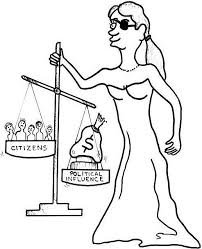 CITIZENS
$
POLITICAL
INFLUENCE